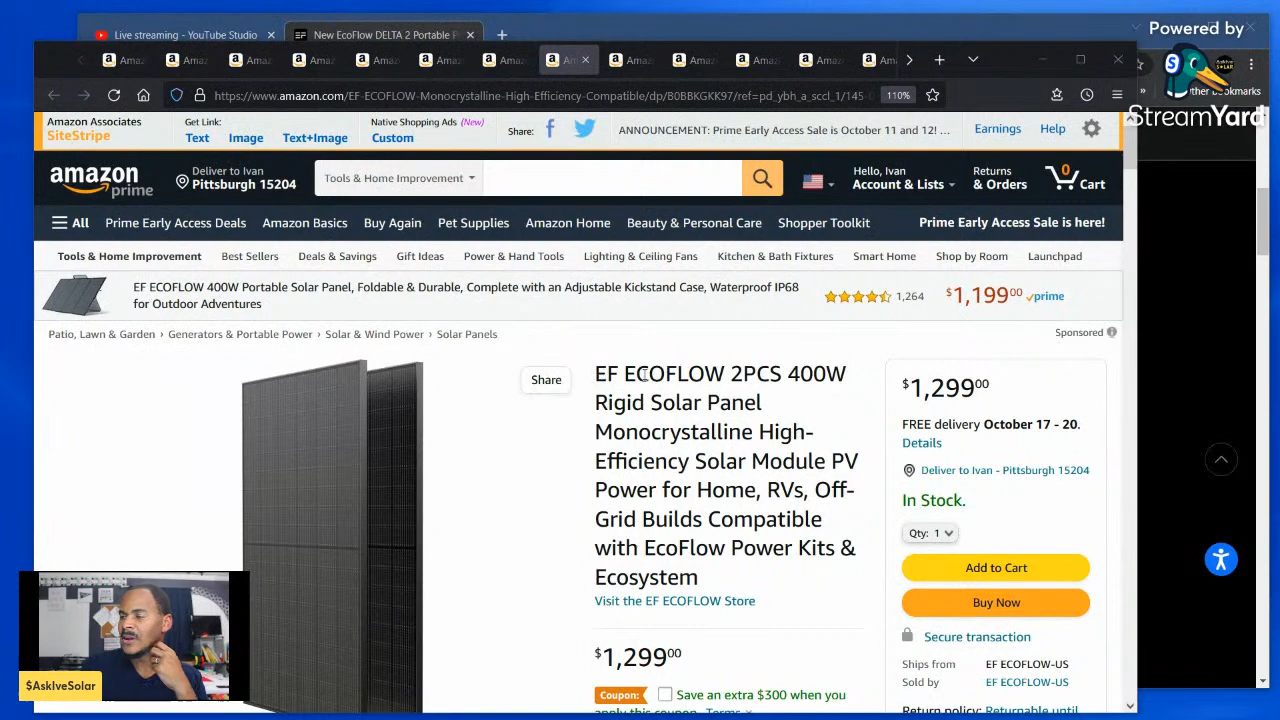 Powered by
StreamYard
Live streaming - YouTube Studio
New EcoFlow DELTA 2 Portable P
https://www.amazon.com/EF-ECOFLOW-Monocrystalline-High-Efficiency-Compatible/dp/B0BBKGKK97/ref=pd_ybh_a_sccl_1/145-
110%
ther bookmarks
Amazon Associates
SiteStripe
Get Link:
Text
Image
Text+Image
Native Shopping Ads (New)
Custom
Share:
ANNOUNCEMENT: Prime Early Access Sale is October 11 and 12! ...
Earnings
Help
amazon
prime
Deliver to Ivan
Pittsburgh 15204
Tools & Home Improvement
Hello, Ivan
Account & Lists
Returns
& Orders
0
Cart
All
Prime Early Access Deals
Amazon Basics
Buy Again
Pet Supplies
Amazon Home
Beauty & Personal Care
Shopper Toolkit
Prime Early Access Sale is here!
Tools & Home Improvement
Best Sellers
Deals & Savings
Gift Ideas
Power & Hand Tools
Lighting & Ceiling Fans
Kitchen & Bath Fixtures
Smart Home
Shop by Room
Launchpad
EF ECOFLOW 400W Portable Solar Panel, Foldable & Durable, Complete with an Adjustable Kickstand Case, Waterproof IP68
for Outdoor Adventures
1,264
$1,19900
prime
Patio, Lawn & Garden › Generators & Portable Power › Solar & Wind Power › Solar Panels
Sponsored
Share
EF ECOFLOW 2PCS 400W
Rigid Solar Panel
Monocrystalline High-
Efficiency Solar Module PV
Power for Home, RVs, Off-
Grid Builds Compatible
with EcoFlow Power Kits &
Ecosystem
Visit the EF ECOFLOW Store
$1,29900
Coupon:
Save an extra $300 when you
apply this coupon. Terms
$1,29900
FREE delivery October 17 - 20.
Details
Deliver to Ivan - Pittsburgh 15204
In Stock.
Qty: 1
Add to Cart
Buy Now
Secure transaction
Ships from EF ECOFLOW-US
Sold by EF ECOFLOW-US
Return policy: Returnable until
$AskIveSolar